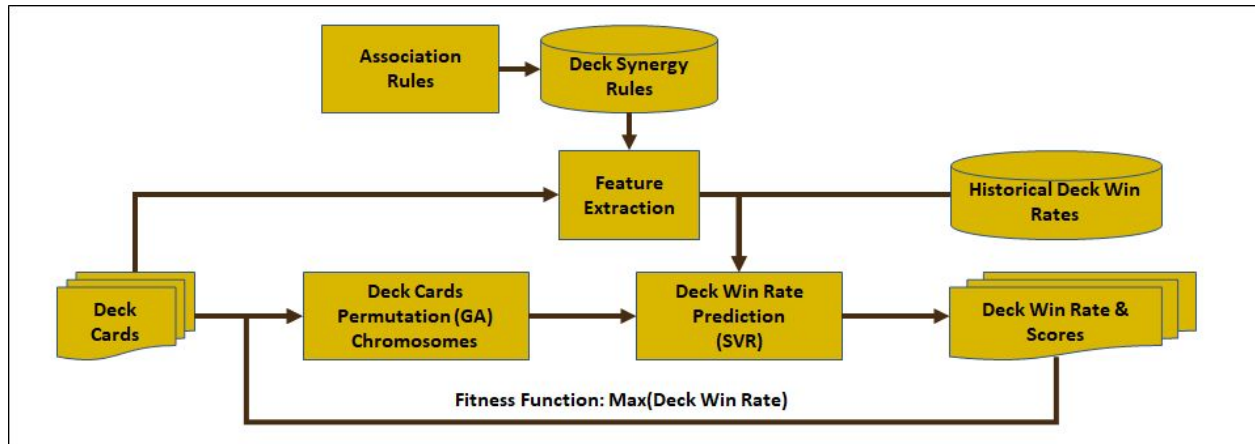 Association
Rules
Deck Synergy
Rules
Feature
Extraction
Historical Deck Win
Rates
Deck
Cards
Deck Cards
Permutation (GA)
Chromosomes
Deck Win Rate
Prediction
(SVR)
Deck Win Rate &
Scores
Fitness Function: Max(Deck Win Rate)